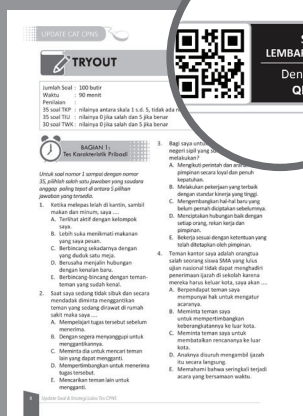 UPDATE CAT CPNS
TRYOUT
Jumlah Soal : 100 butir
Waktu : 90 menit
Penilaian :
35 soal TKP : nilainya antara skala 1 s.d. 5, tidak ada
35 soal TIU : nilainya 0 jika salah dan 5 jika benar
30 soal TWK : nilainya 0 jika salah dan 5 jika benar
BAGIAN 1:
Tes Karakteristik Pribadi
Untuk soal nomor 1 sampai dengan nomor
35, pilihlah salah satu jawaban yang saudara
anggap paling tepat di antara 5 pilihan
jawaban yang tersedia.
1. Ketika melepas lelah di kantin, sambil
makan dan minum, saya ....
A. Terlihat aktif dengan kelompok
saya.
B. Lebih suka menikmati makanan
yang saya pesan.
C. Berbincang sekadarnya dengan
yang duduk satu meja.
D. Berusaha menjalin hubungan
dengan kenalan baru.
E. Berbincang-bincang dengan teman-
teman yang sudah kenal.
2. Saat saya sedang tidak sibuk dan secara
mendadak diminta menggantikan
teman yang sedang dirawat di rumah
sakit maka saya ....
A. Mempelajari tugas tersebut sebelum
menerima.
B. Dengan segera menyanggupi untuk
menggantikannya.
C. Meminta dia untuk mencari teman
lain yang dapat mengganti.
D. Mempertimbangkan untuk menerima
tugas tersebut.
E. Mencarikan teman lain untuk
mengganti.
3. Bagi saya untuk
negeri sipil yang
melakukan?
A. Mengikuti perintah dan
pimpinan secara loyal dan penuh
kepatuhan.
B. Melakukan pekerjaan yang terbaik
dengan standar kinerja yang tinggi.
C. Mengembangkan hal-hal baru yang
belum pernah diciptakan sebelumnya.
D. Menciptakan hubungan baik dengan
setiap orang, rekan kerja dan
pimpinan.
E. Bekerja sesuai dengan ketentuan yang
telah ditetapkan oleh pimpinan.
4. Teman kantor saya adalah orangtua
salah seorang siswa SMA yang lulus
ujian nasional tidak dapat menghadiri
penerimaan ijazah di sekolah karena
mereka harus keluar kota, saya akan ....
A. Berpendapat teman saya
mempunyai hak untuk mengatur
acaranya.
B. Meminta teman saya
untuk mempertimbangkan
keberangkatannya ke luar kota.
C. Meminta teman saya untuk
membatalkan rencananya ke luar
kota.
D. Anaknya disuruh mengambil ijazah
itu secara langsung.
E. Memahami bahwa seringkali terjadi
acara yang bersamaan waktu.
Update Soal & Strategi Lolos Tes CPNS
LEMBA
Den
Q